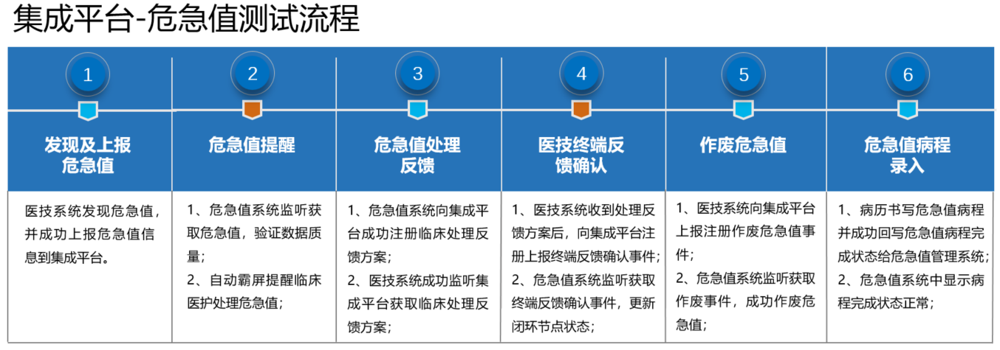 集成平台-危急值测试流程
1
发现及上报
危急值
医技系统发现危急值，
并成功上报危急值信
息到集成平台。
2
危急值提醒
1、危急值系统监听获
取危急值，验证数据质
量；
2、自动霸屏提醒临床
医护处理危急值；
3
危急值处理
反馈
1、危急值系统向集成平
台成功注册临床处理反
馈方案；
2、医技系统成功监听集
成平台获取临床处理反
馈方案；
4
医技终端反
馈确认
1、医技系统收到处理反
馈方案后，向集成平台注
册上报终端反馈确认事件；
2、危急值系统监听获取
终端反馈确认事件，更新
闭环节点状态；
5
作废危急值
1、医技系统向集成平台
上报注册作废危急值事
件；
2、危急值系统监听获取
作废事件，成功作废危
急值；
6
危急值病程
录入
1、病历书写危急值病程
并成功回写危急值病程完
成状态给危急值管理系统；
2、危急值系统中显示病
程完成状态正常；